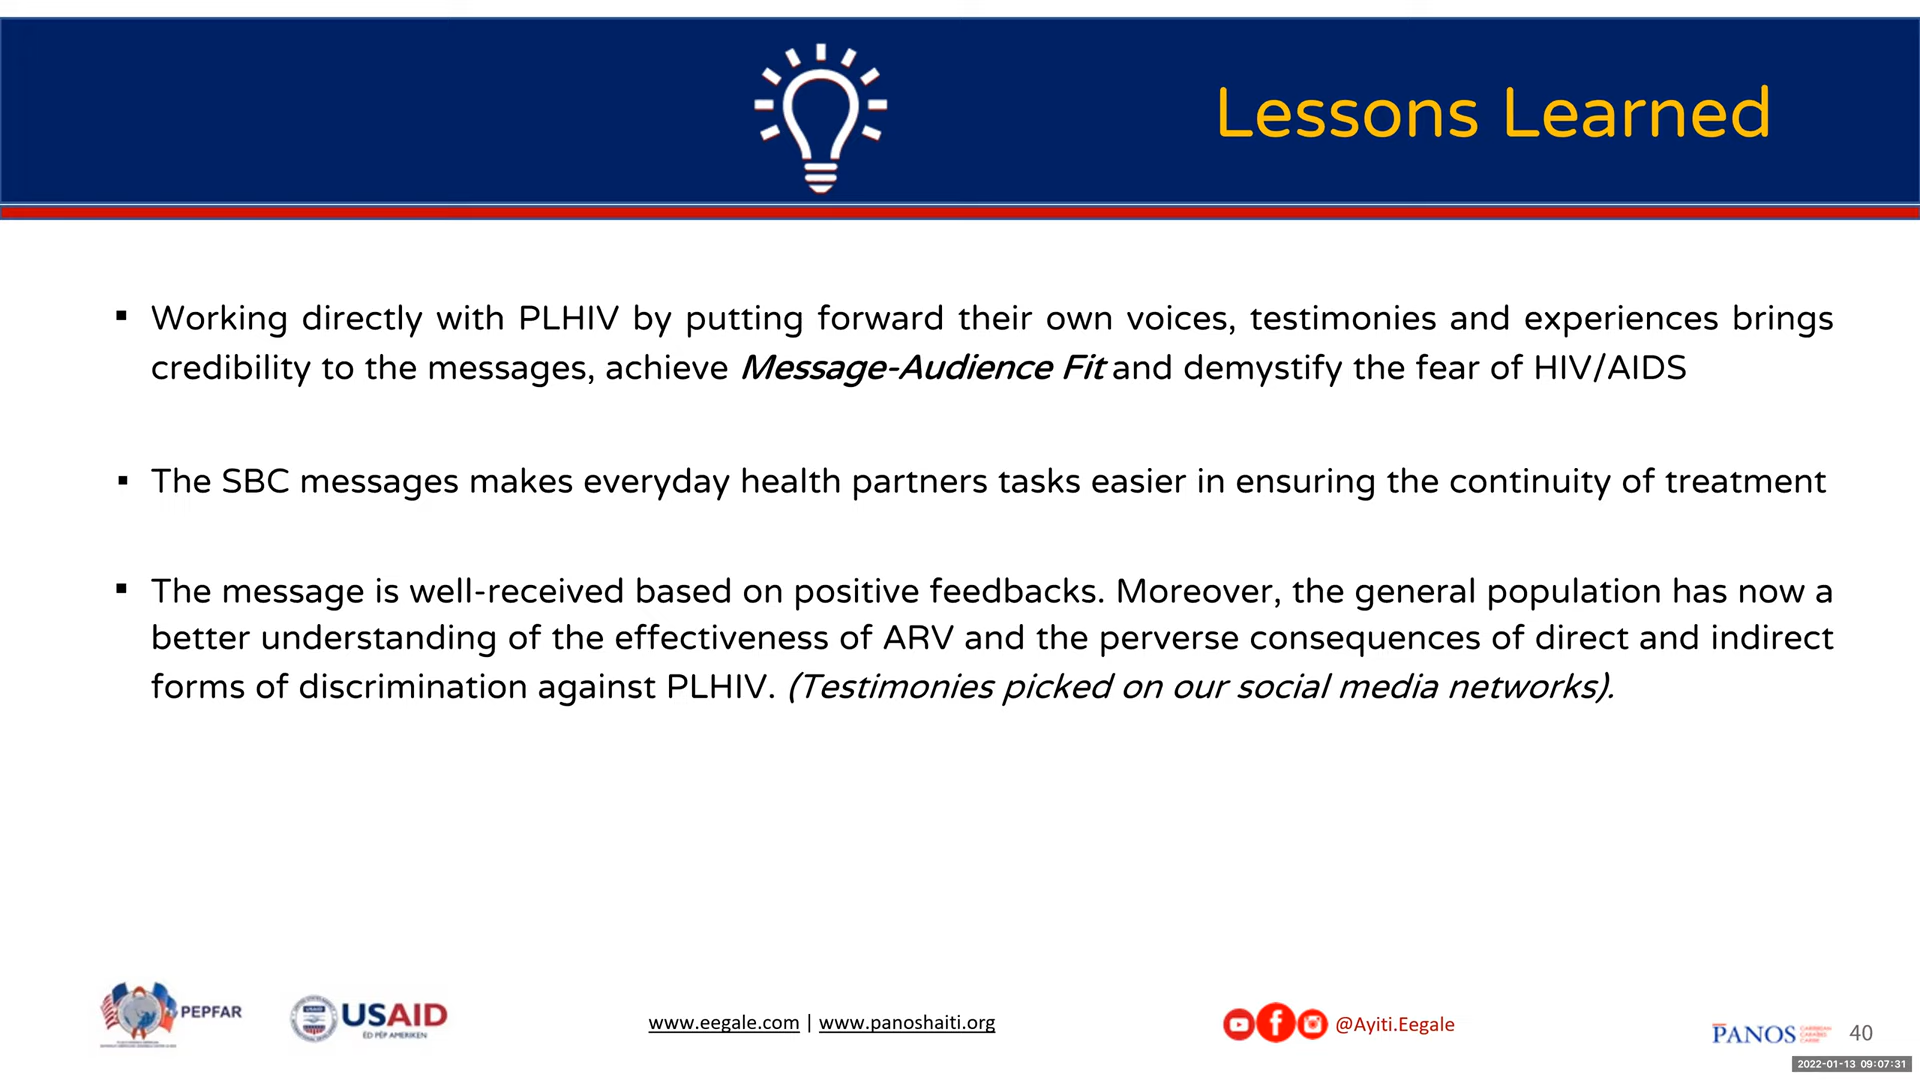 Lessons Learned
▪ Working directly with PLHIV by putting forward their own voices, testimonies and experiences brings
credibility to the messages, achieve Message-Audience Fit and demystify the fear of HIV/AIDS
▪ The SBC messages makes everyday health partners tasks easier in ensuring the continuity of treatment
▪ The message is well-received based on positive feedbacks. Moreover, the general population has now a
better understanding of the effectiveness of ARV and the perverse consequences of direct and indirect
forms of discrimination against PLHIV. (Testimonies picked on our social media networks).
PEPFAR
USAID
ÈD PÈP AMERIKEN
www.eegale.com | www.panoshaiti.org
@Ayiti.Eegale
PANOS
40
2022-01-13 09:07:31